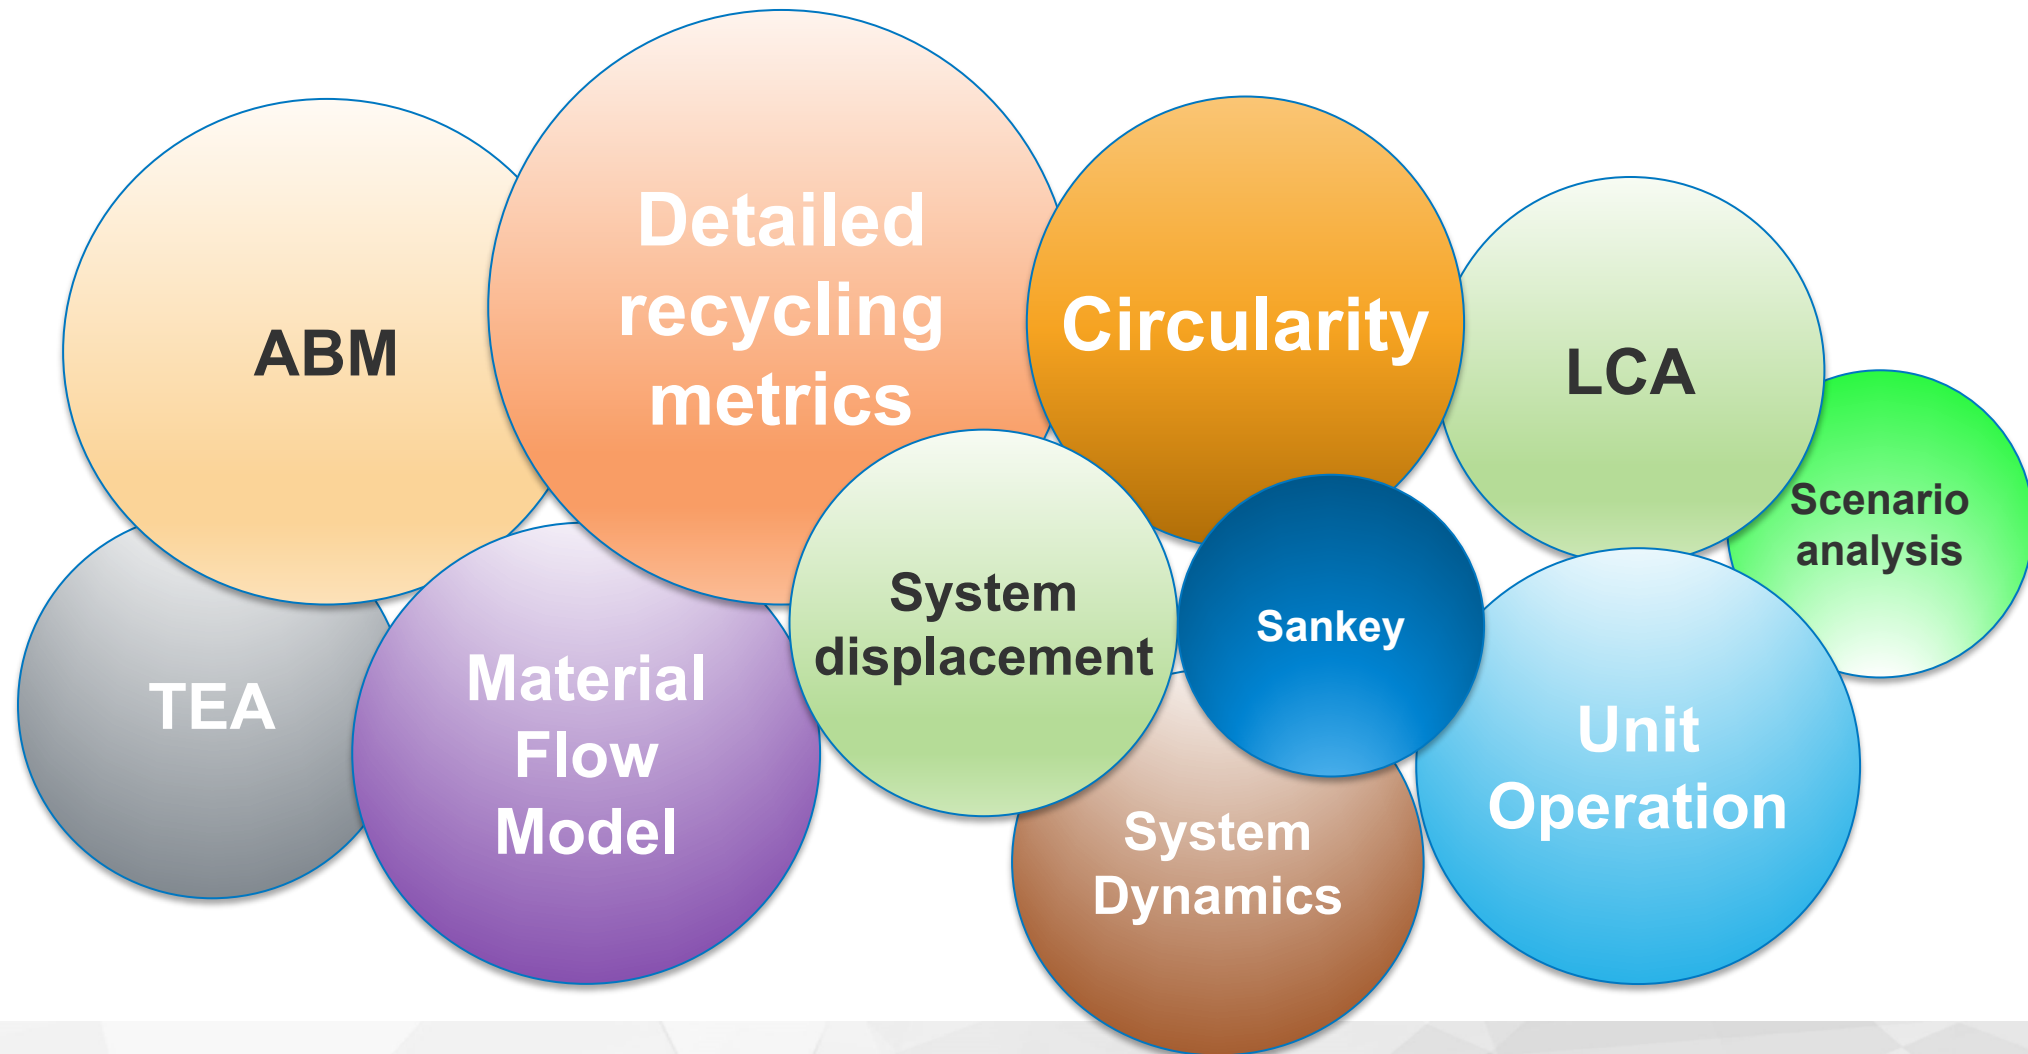 ABM
Detailed
recycling
metrics
Circularity
LCA
Scenario
analysis
TEA
Material
Flow
Model
System
displacement
Sankey
System
Dynamics
Unit
Operation